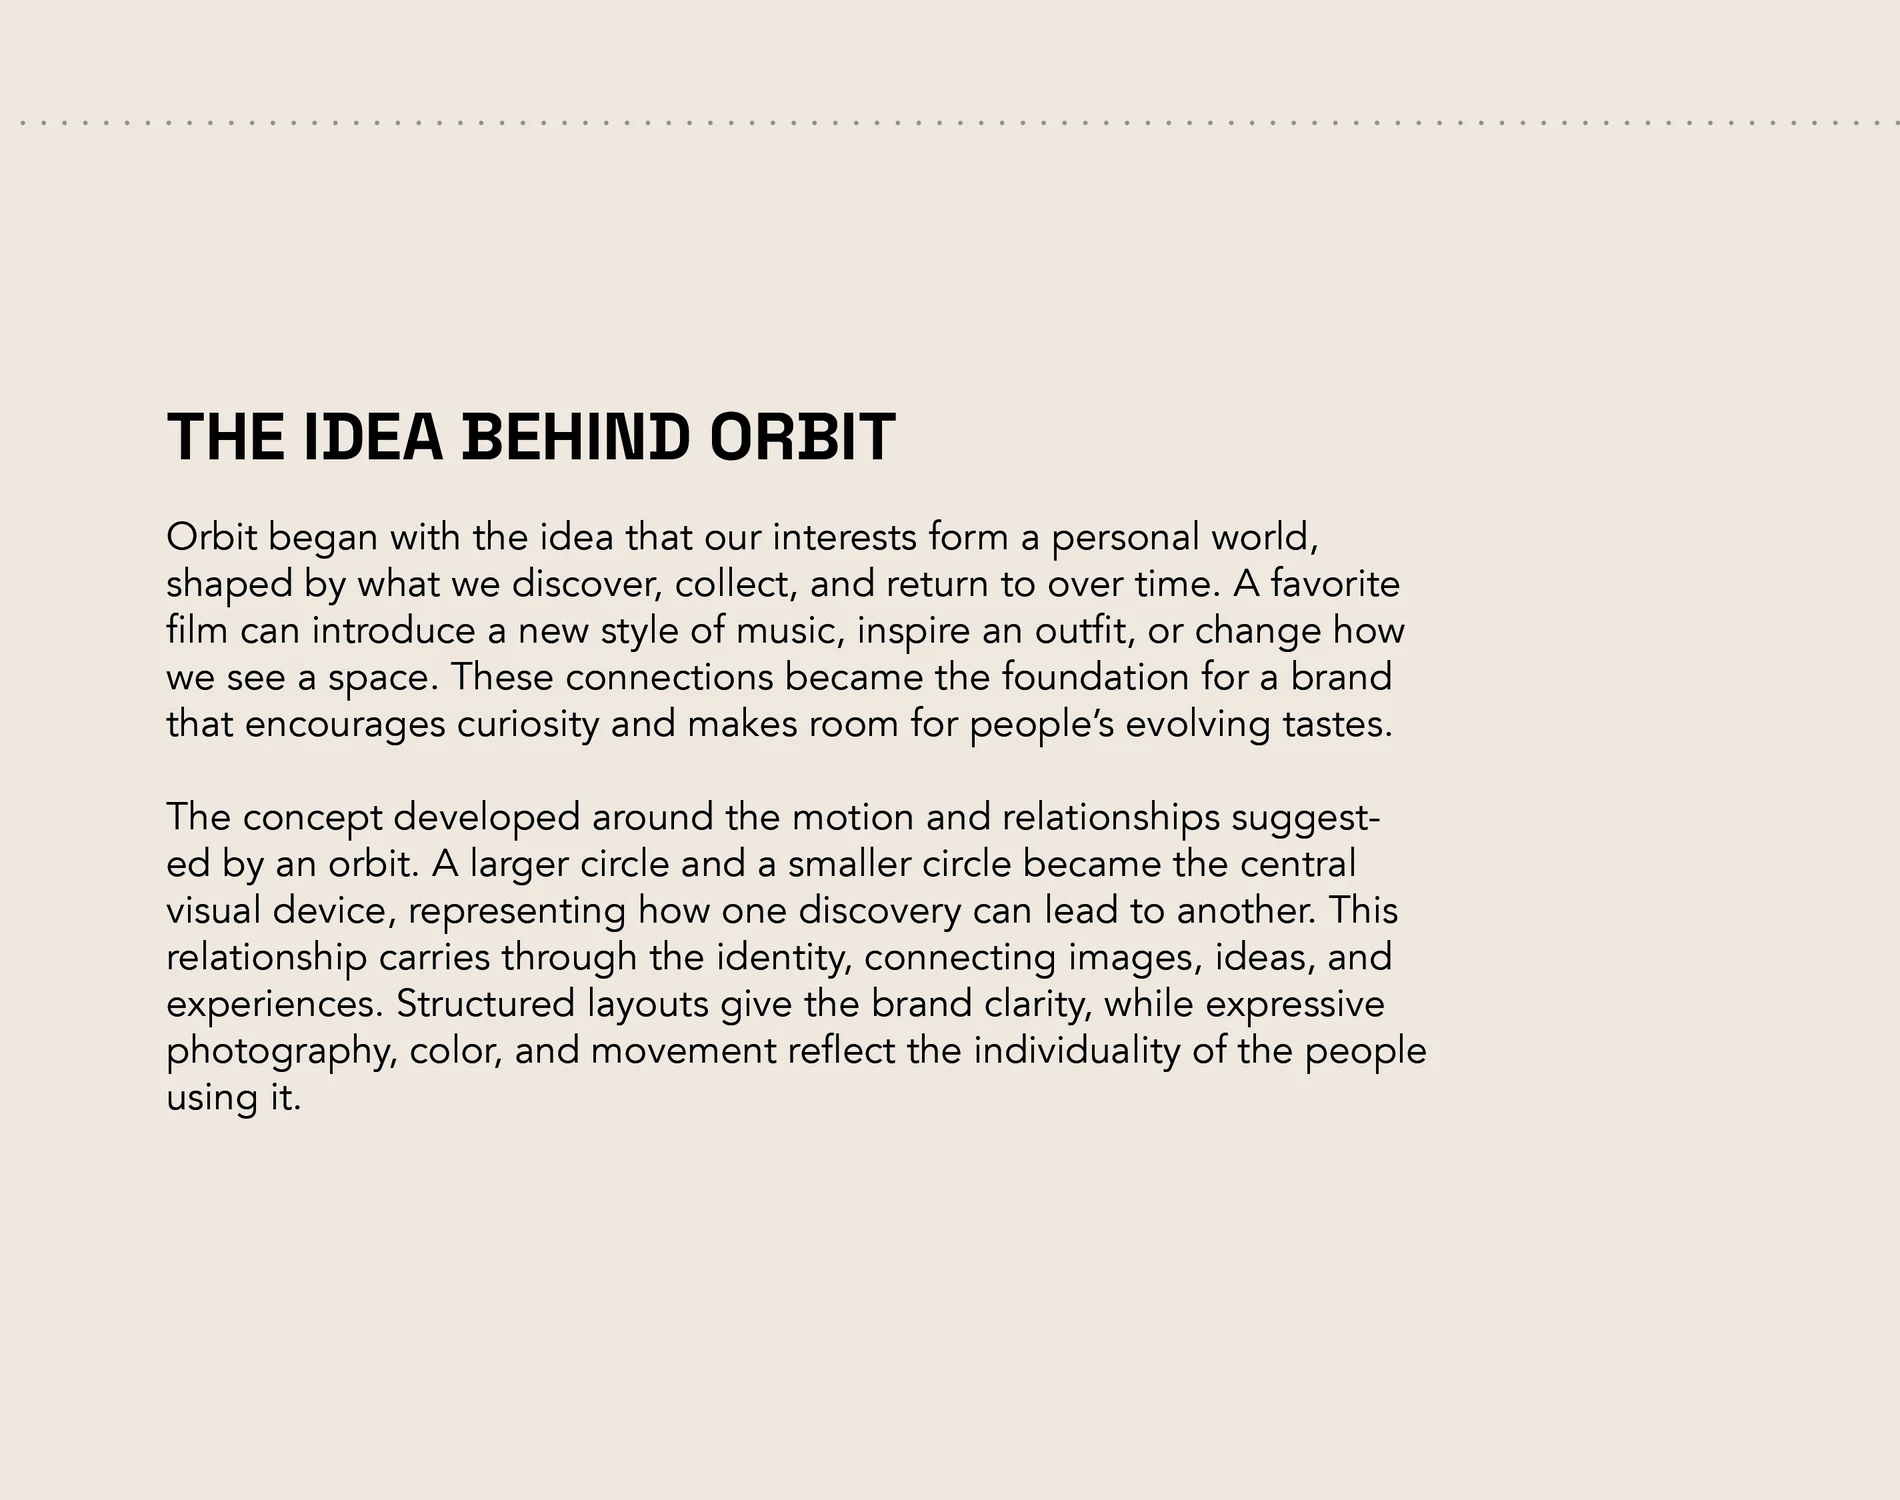 THE IDEA BEHIND ORBIT
Orbit began with the idea that our interests form a personal world,
shaped by what we discover, collect, and return to over time. A favorite
film can introduce a new style of music, inspire an outfit, or change how
we see a space. These connections became the foundation for a brand
that encourages curiosity and makes room for people’s evolving tastes.
The concept developed around the motion and relationships suggest-
ed by an orbit. A larger circle and a smaller circle became the central
visual device, representing how one discovery can lead to another. This
relationship carries through the identity, connecting images, ideas, and
experiences. Structured layouts give the brand clarity, while expressive
photography, color, and movement reflect the individuality of the people
using it.